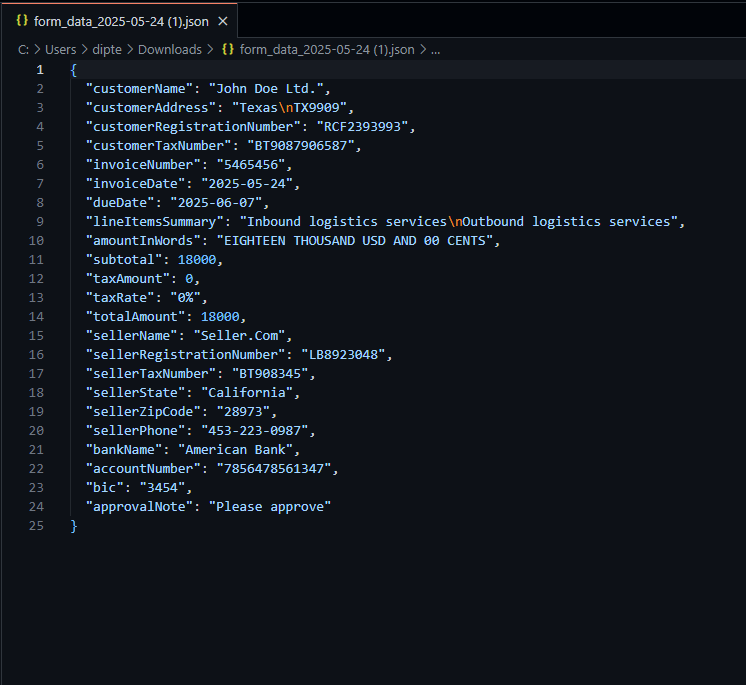 {} form_data_2025-05-24 (1).json ×
C: > Users > dipte > Downloads > {} form_data_2025-05-24 (1).json > ...
1 {
2 "customerName": "John Doe Ltd.",
3 "customerAddress": "Texas\nTX9909",
4 "customerRegistrationNumber": "RCF2393993",
5 "customerTaxNumber": "BT9087906587",
6 "invoiceNumber": "5465456",
7 "invoiceDate": "2025-05-24",
8 "dueDate": "2025-06-07",
9 "lineItemsSummary": "Inbound logistics services\nOutbound logistics services",
10 "amountInWords": "EIGHTEEN THOUSAND USD AND 00 CENTS",
11 "subtotal": 18000,
12 "taxAmount": 0,
13 "taxRate": "0%",
14 "totalAmount": 18000,
15 "sellerName": "Seller.Com",
16 "sellerRegistrationNumber": "LB8923048",
17 "sellerTaxNumber": "BT908345",
18 "sellerState": "California",
19 "sellerZipCode": "28973",
20 "sellerPhone": "453-223-0987",
21 "bankName": "American Bank",
22 "accountNumber": "7856478561347",
23 "bic": "3454",
24 "approvalNote": "Please approve"
25 }